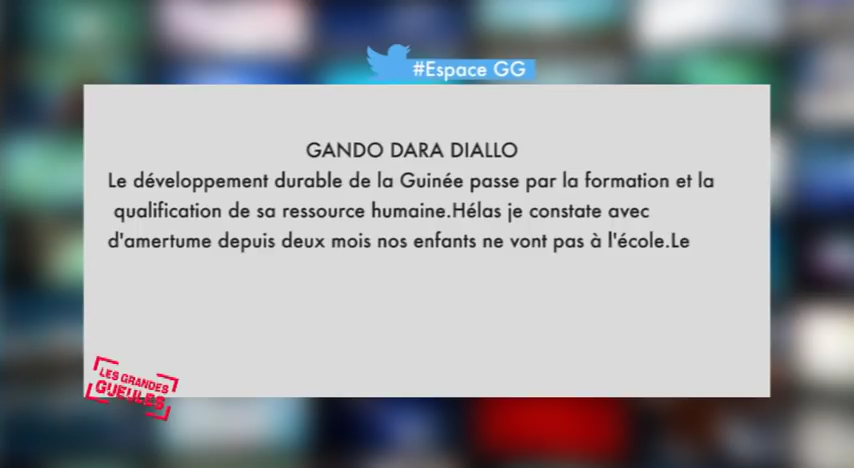 #Espace GG
GANDO DARA DIALLO
Le développement durable de la Guinée passe par la formation et la
qualification de sa ressource humaine.Hélas je constate avec
d'amertume depuis deux mois nos enfants ne vont pas à l'école.Le
LES GRANDES
GUEULES